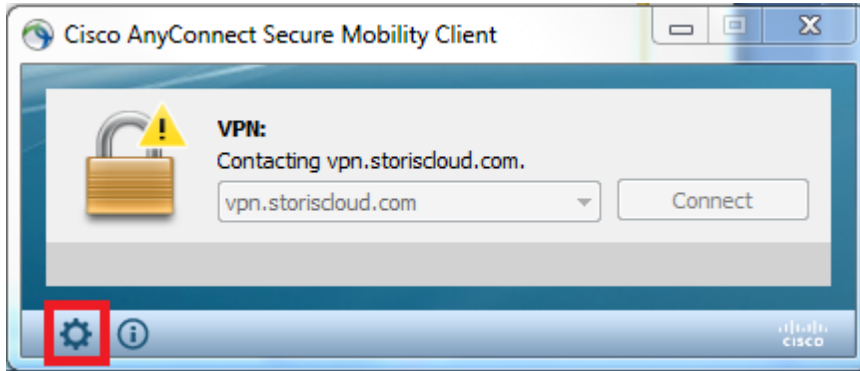 Cisco AnyConnect Secure Mobility Client
VPN:
Contacting vpn.storiscloud.com.
vpn.storiscloud.com
Connect
CISCO